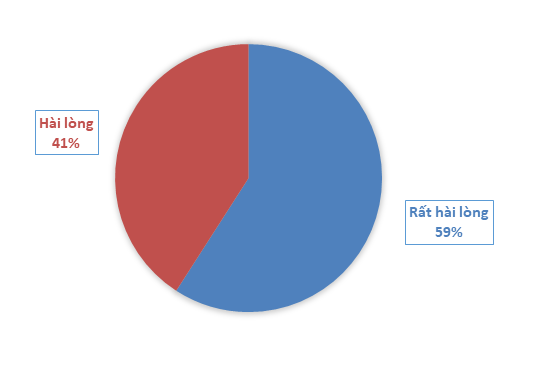 Hài lòng
41%
Rất hài lòng
59%